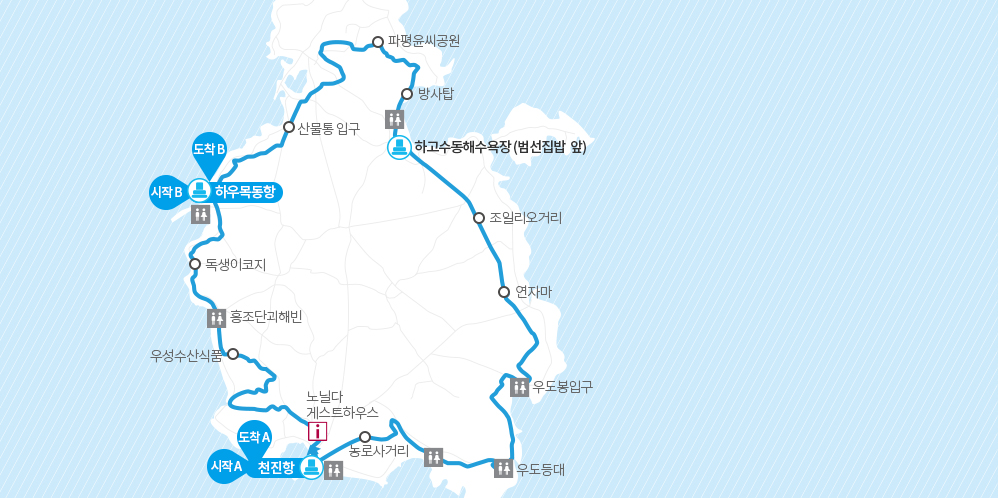 파평윤씨공원
방사탑
산물통 입구
하고수동해수욕장 (범선집밥 앞)
도착 B
시작 B
하우목동항
조일리오거리
독생이코지
연자마
홍조단괴해빈
우성수산식품
우도봉입구
노닐다
게스트하우스
도착 A
농로사거리
시작 A
천진항
우도등대